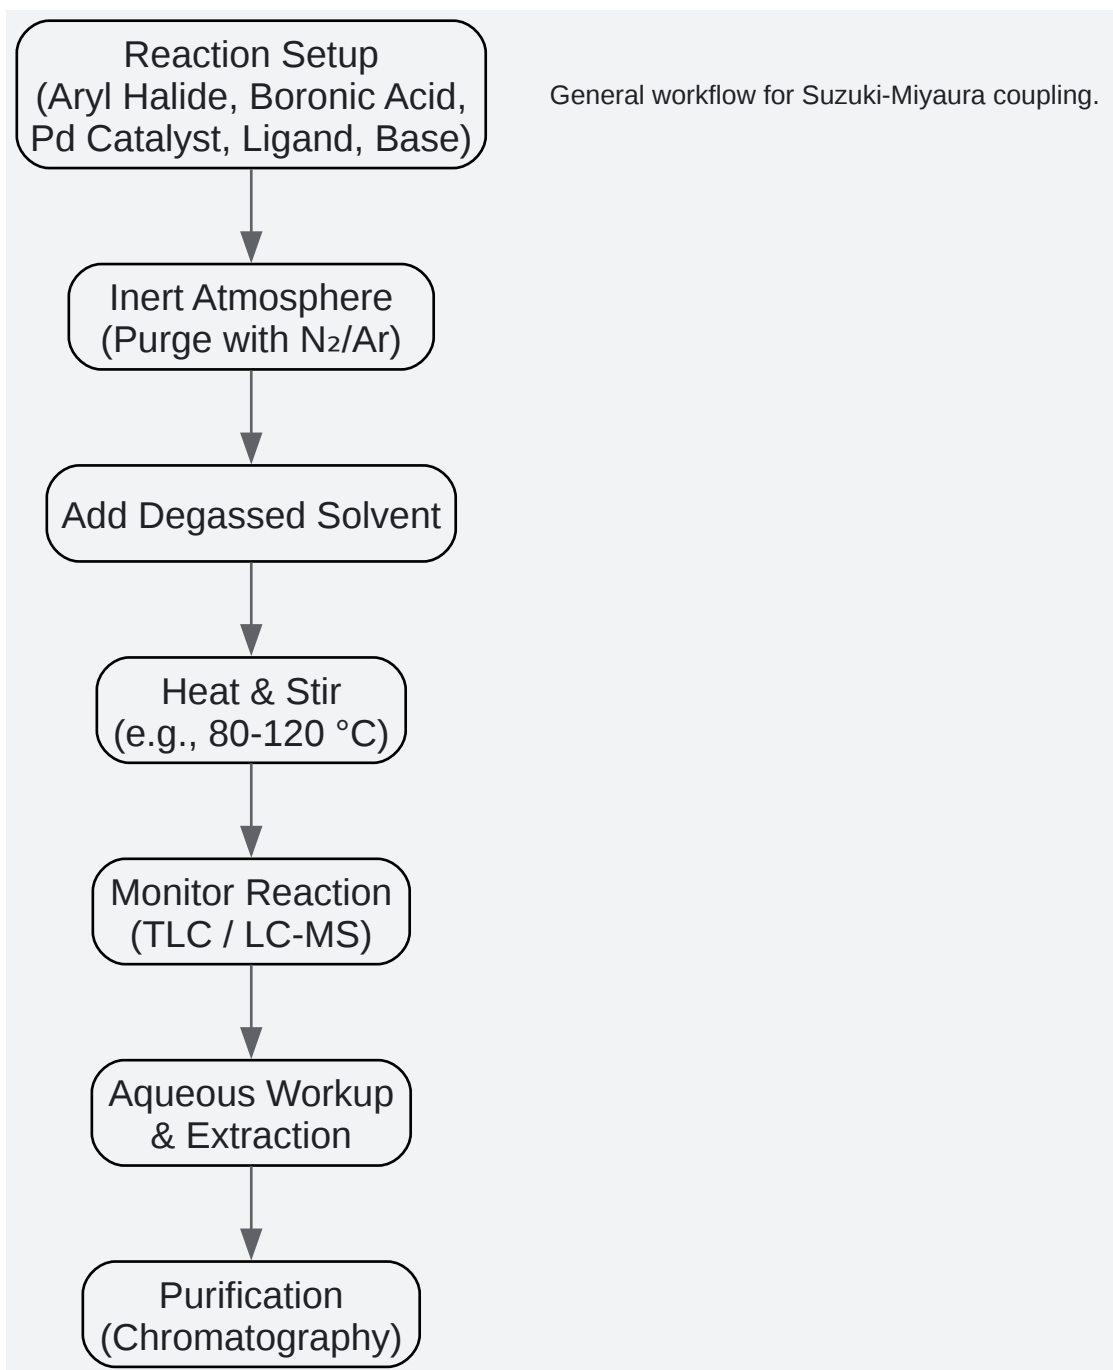 Reaction Setup
(Aryl Halide, Boronic Acid,
Pd Catalyst, Ligand, Base)
General workflow for Suzuki-Miyaura coupling.
Inert Atmosphere
(Purge with N₂/Ar)
Add Degassed Solvent
Heat & Stir
(e.g., 80-120 °C)
Monitor Reaction
(TLC / LC-MS)
Aqueous Workup
& Extraction
Purification
(Chromatography)